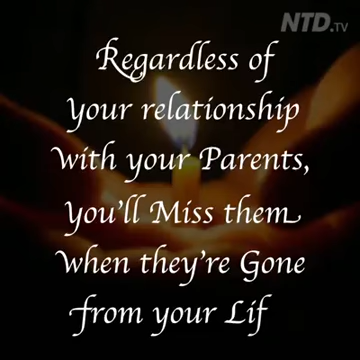 NTD.TV
Regardless of
your relationship
with your Parents,
you'll Miss them
when they're Gone
from your Lif